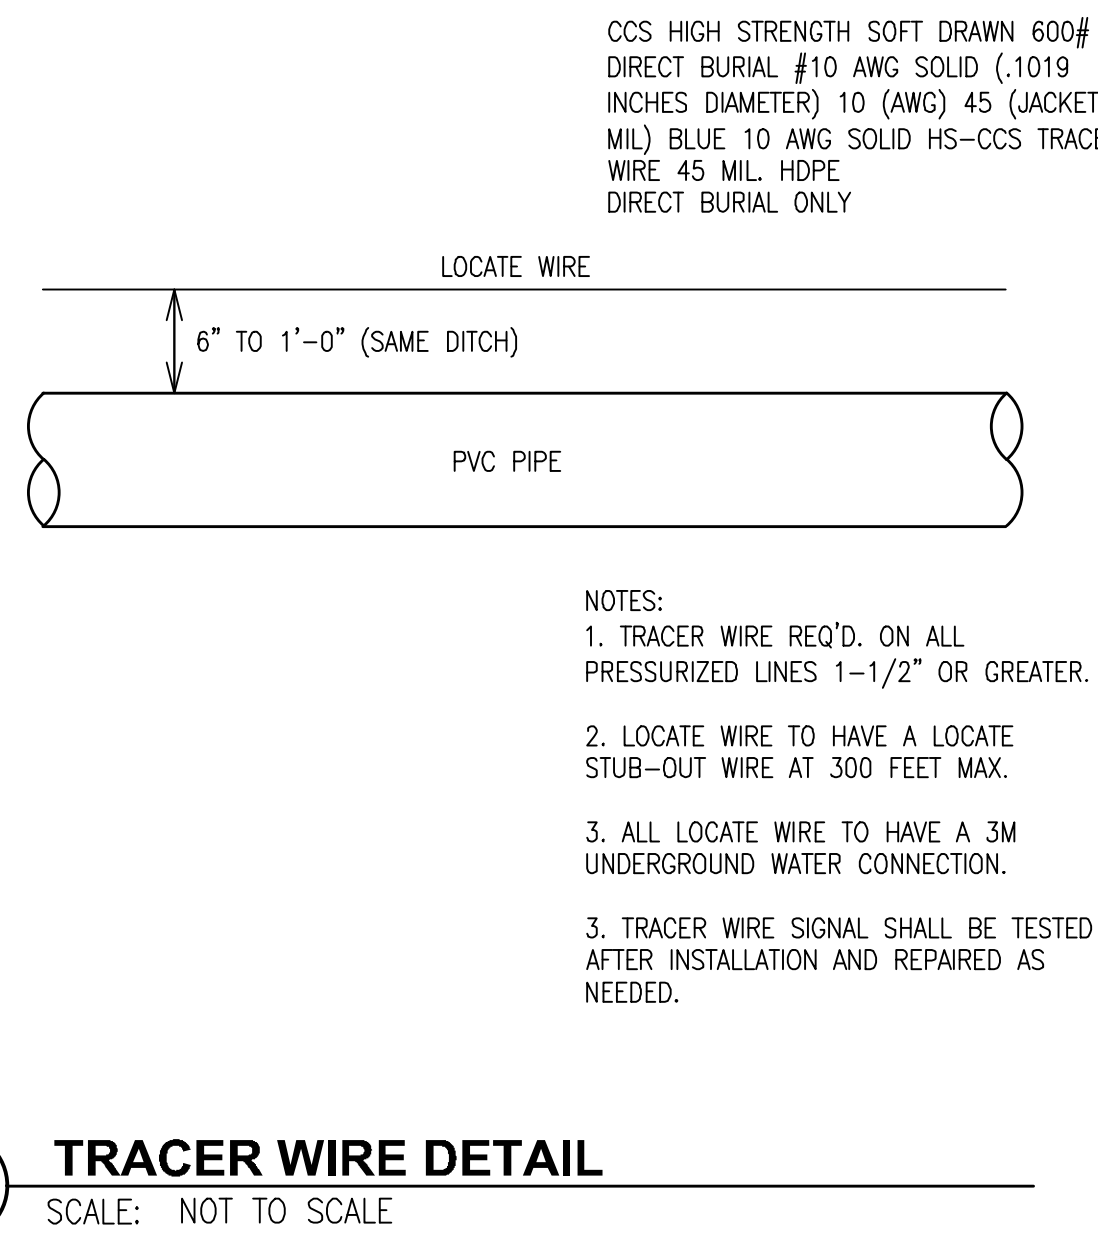 CCS HIGH STRENGTH SOFT DRAWN 600#
DIRECT BURIAL #10 AWG SOLID (.1019
INCHES DIAMETER) 10 (AWG) 45 (JACKET
MIL) BLUE 10 AWG SOLID HS-CCS
WIRE 45 MIL. HDPE
DIRECT BURIAL ONLY
LOCATE WIRE
6" TO 1'-0" (SAME DITCH)
PVC PIPE
NOTES:
1. TRACER WIRE REQ'D. ON ALL
PRESSURIZED LINES 1-1/2" OR GREATER.
2. LOCATE WIRE TO HAVE A LOCATE
STUB-OUT WIRE AT 300 FEET MAX.
3. ALL LOCATE WIRE TO HAVE A 3M
UNDERGROUND WATER CONNECTION.
3. TRACER WIRE SIGNAL SHALL BE TESTED
AFTER INSTALLATION AND REPAIRED AS
NEEDED.
TRACER WIRE DETAIL
SCALE: NOT TO SCALE